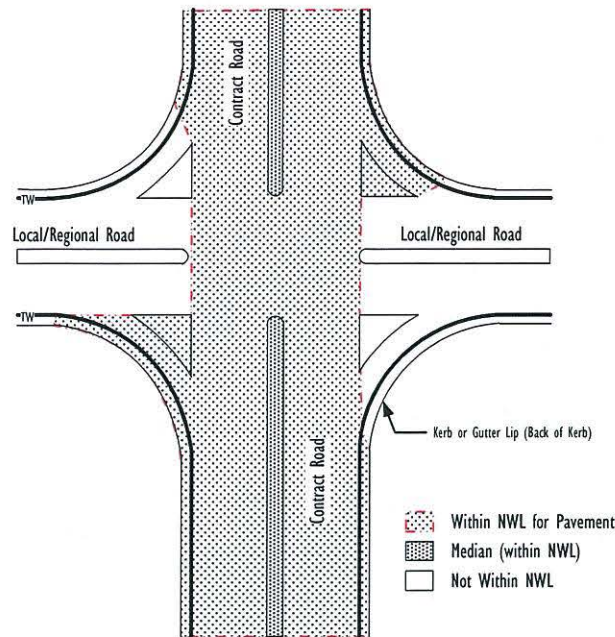 Contract Road
TW
Local/Regional Road
Local/Regional Road
TW
Kerb or Gutter Lip (Back of Kerb)
Contract Road
Within NWL for Pavement
Median (within NWL)
Not Within NWL